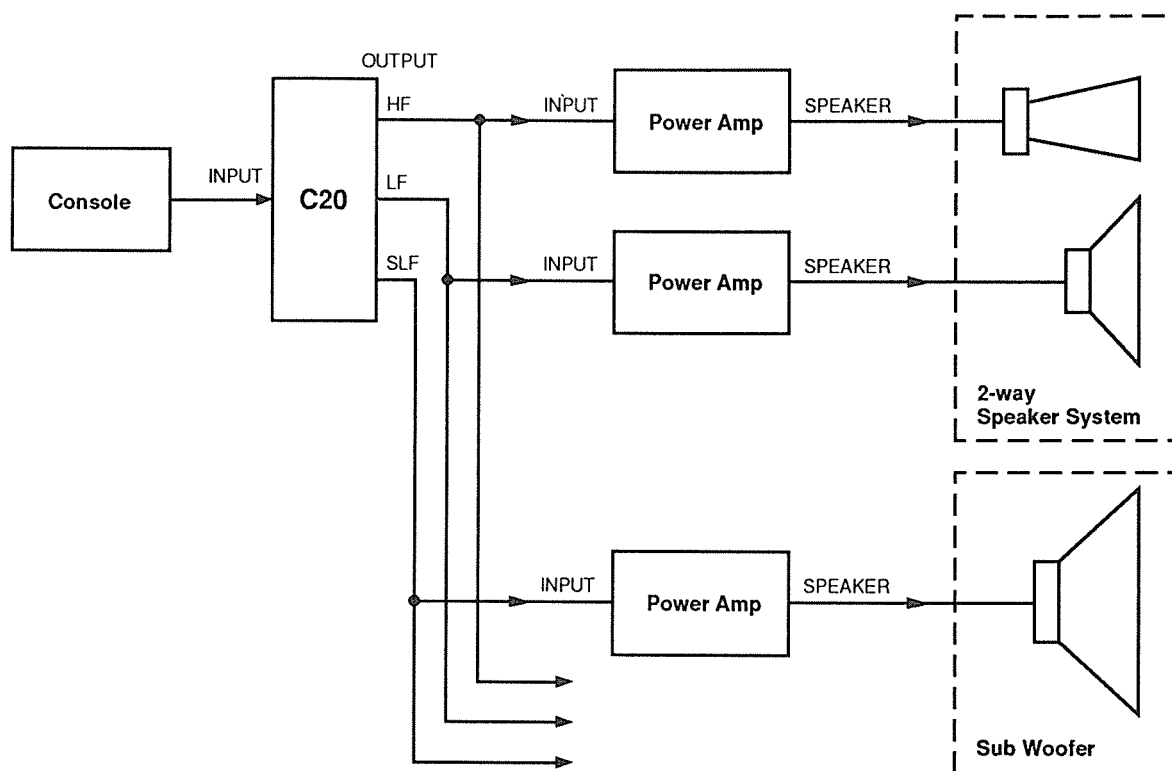 OUTPUT
HF
INPUT
Power Amp
SPEAKER
Console
INPUT
C20
LF
SLF
INPUT
Power Amp
SPEAKER
2-way
Speaker System
INPUT
Power Amp
SPEAKER
Sub Woofer